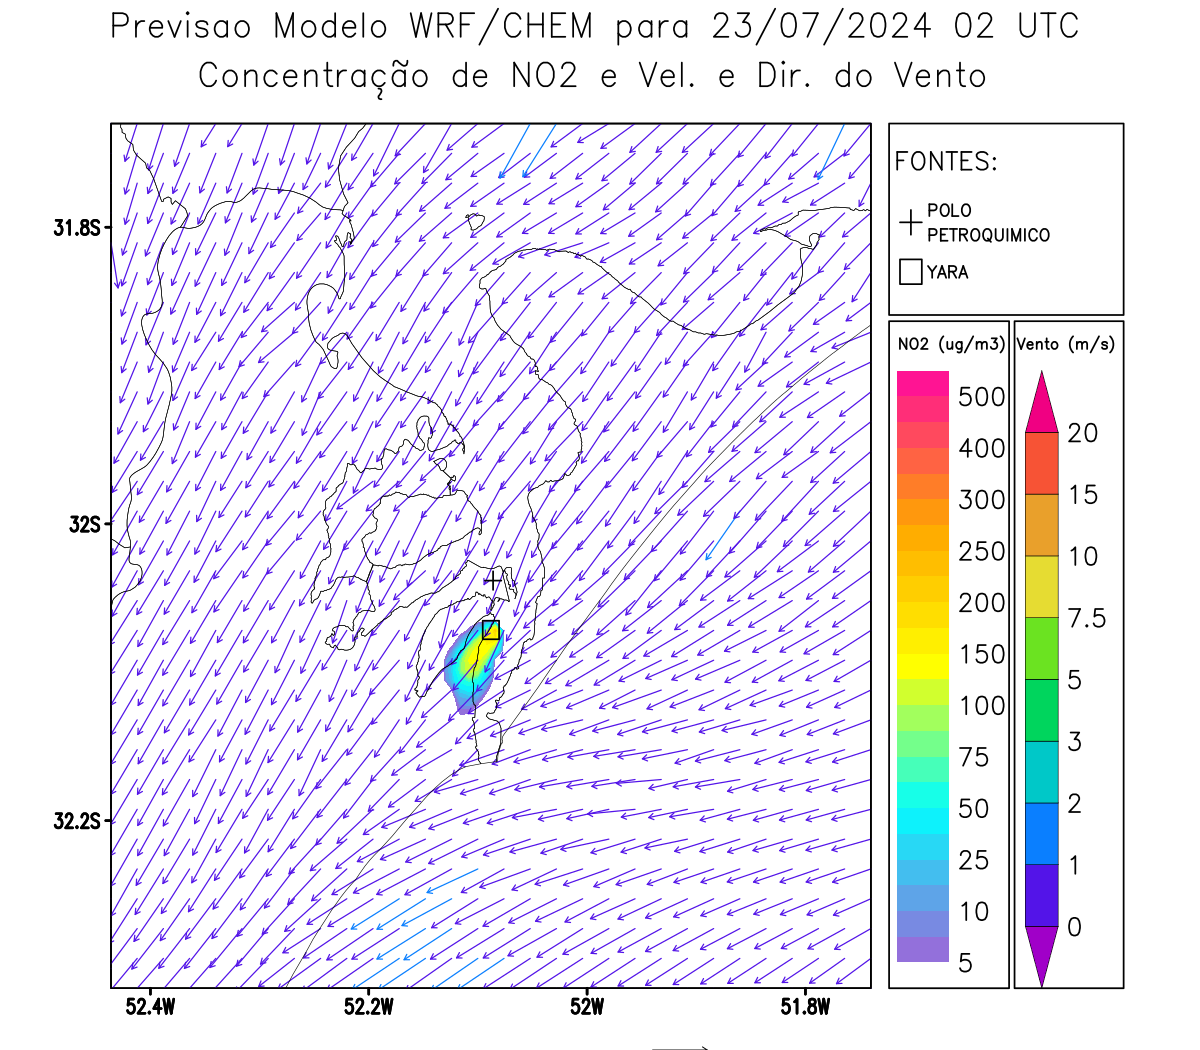 Previsao Modelo WRF/CHEM para 23/07/2024 02 UTC
Concentração de NO2 e Vel. e Dir. do Vento
FONTES:
POLO
PETROQUIMICO
YARA
NO2 (ug/m3)
500
400
300
250
200
150
100
75
50
25
10
5
Vento (m/s)
20
15
10
7.5
5
3
2
1
0
31.8S
32S
32.2S
52.4W
52.2W
52W
51.8W